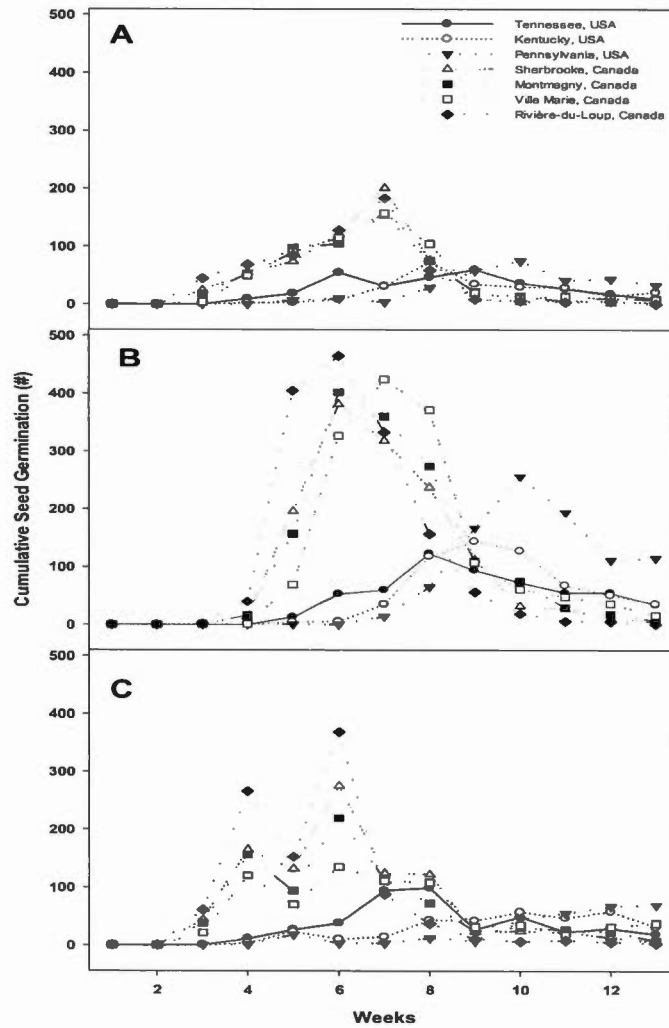 500
A
400
300
200
100
0
Tennessee, USA
Kentucky, USA
Pennsylvania, USA
Sherbrooke, Canada
Montmagny, Canada
Villa Marie, Canada
Rivière-du-Loup, Canada
Cumulative Seed Germination (#)
500
B
400
300
200
100
0
500
C
400
300
200
100
0
2 4 6 8 10 12
Weeks